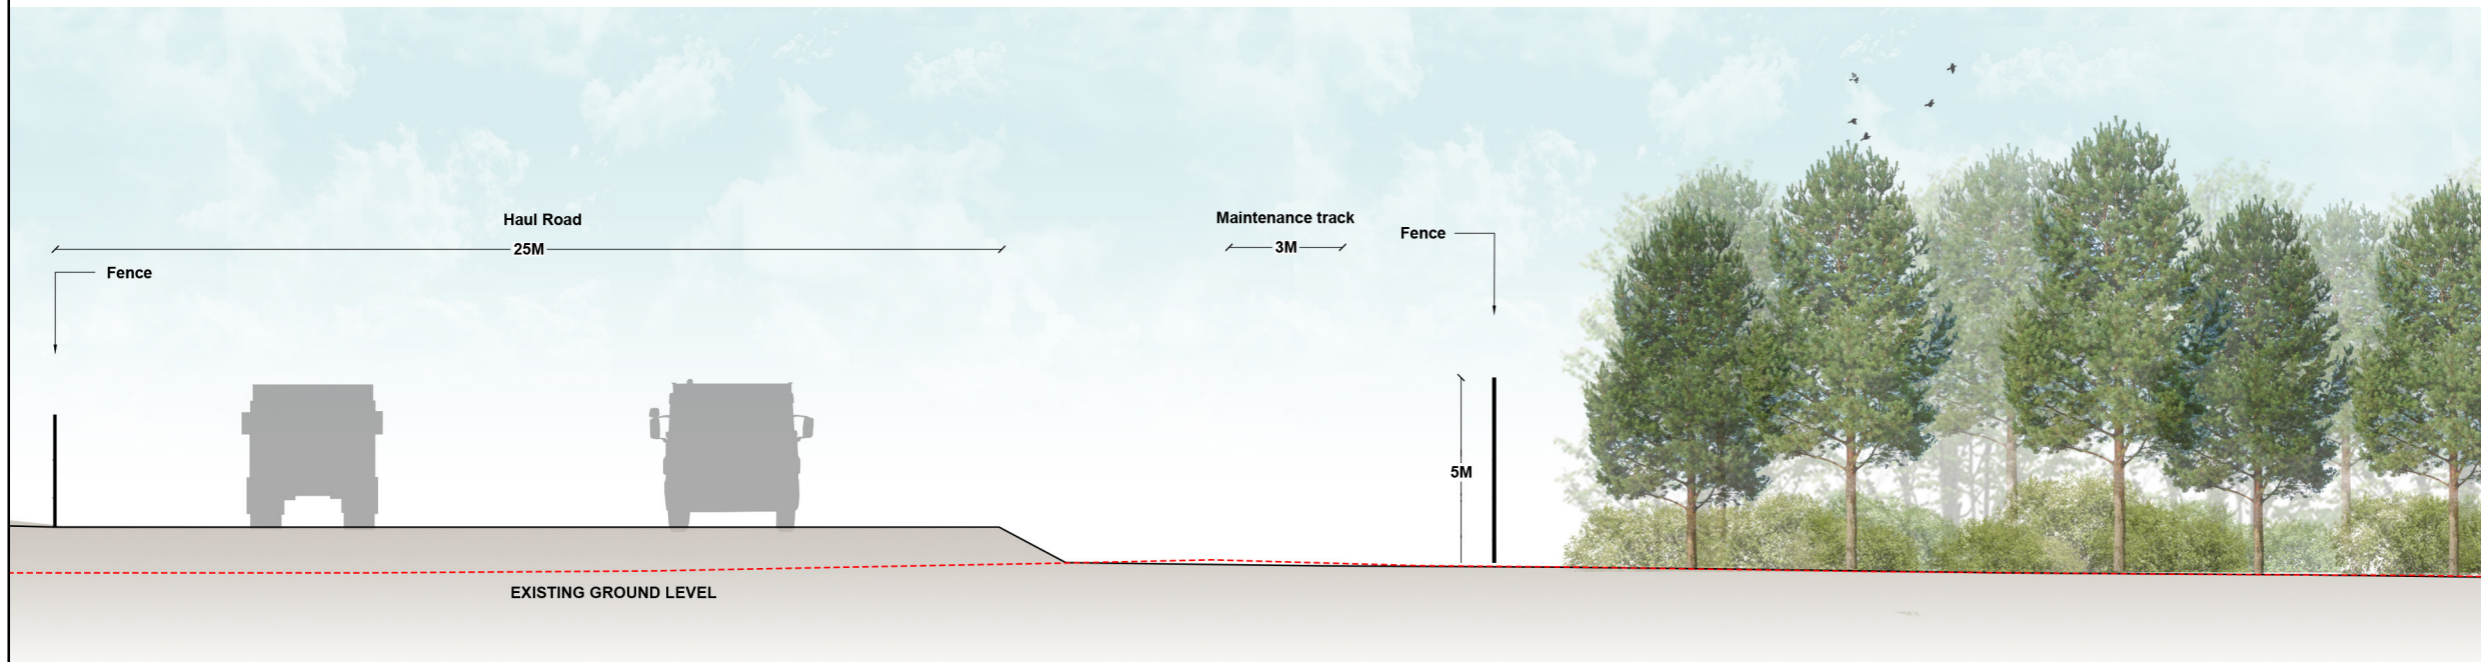 Haul Road
25M
Fence
Maintenance track
3M
Fence
5M
EXISTING GROUND LEVEL